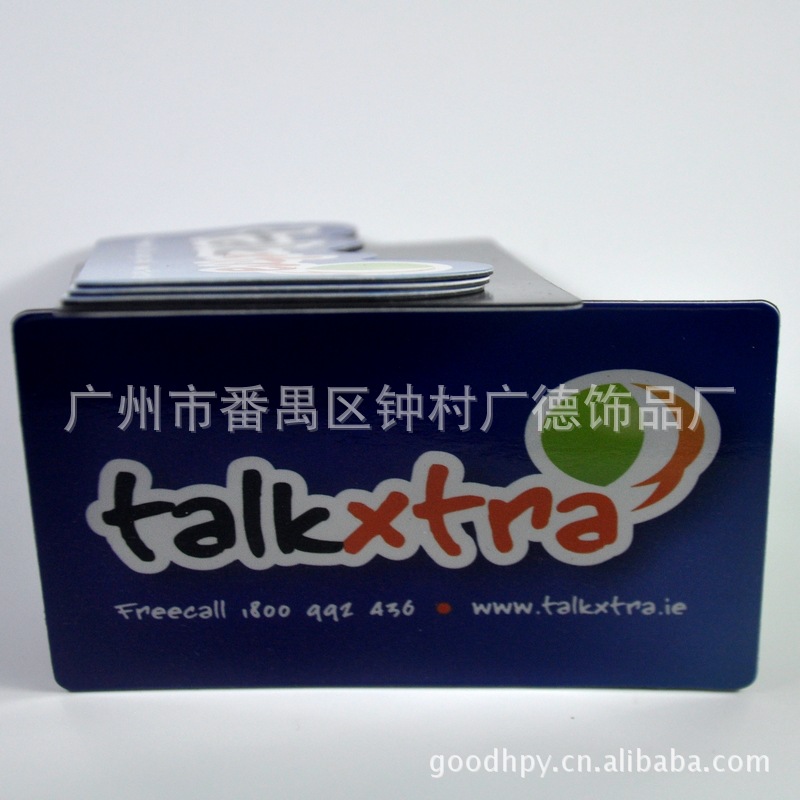 广州市番禺区钟村广德饰品厂
talkxtra
Freecall 1800 992 436 • www.talkxtra.ie
goodhpy.cn.alibaba.com